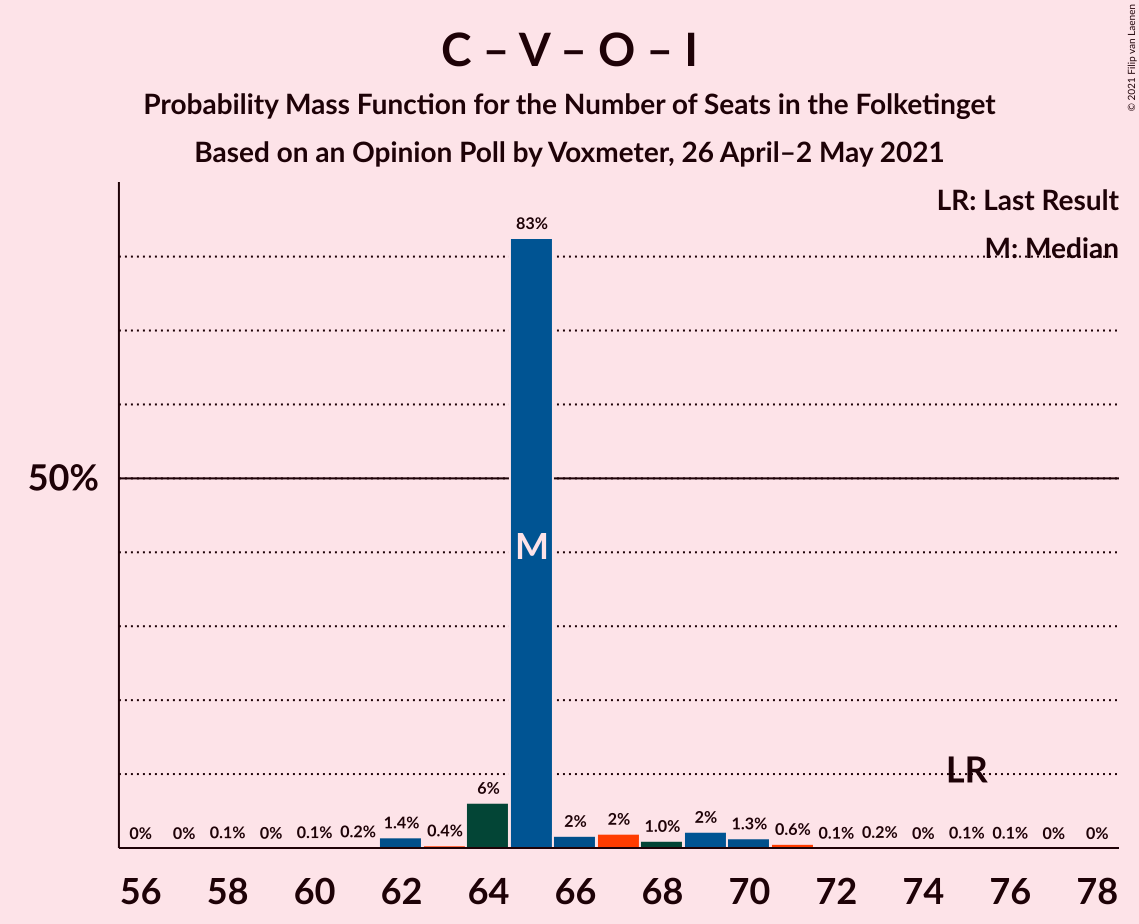 C – V – O – I
Probability Mass Function for the Number of Seats in the Folketinget
Based on an Opinion Poll by Voxmeter, 26 April–2 May 2021
© 2021 Filip van Laenen
LR: Last Result
M: Median
83%
50%
M
LR
6%
0% 0% 0.1% 0% 0.1% 0.2% 1.4% 0.4% 2% 2% 1.0% 2% 1.3% 0.6% 0.1% 0.2% 0% 0.1% 0.1% 0% 0%
56 58 60 62 64 66 68 70 72 74 76 78